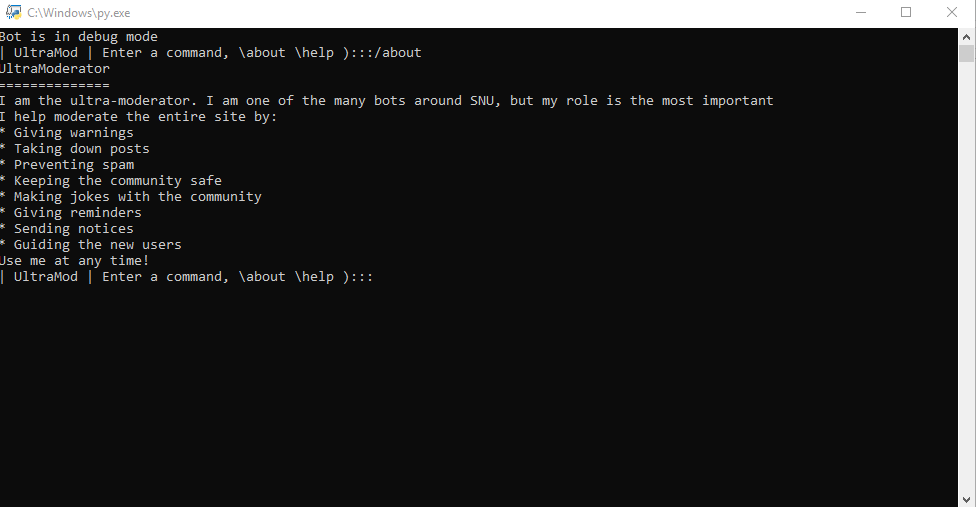 C:\Windows\py.exe
Bot is in debug mode
| UltraMod | Enter a command, \about \help ):::/about
UltraModerator
==============
I am the ultra-moderator. I am one of the many bots around SNU, but my role is the most important
I help moderate the entire site by:
* Giving warnings
* Taking down posts
* Preventing spam
* Keeping the community safe
* Making jokes with the community
* Giving reminders
* Sending notices
* Guiding the new users
Use me at any time!
| UltraMod | Enter a command, \about \help ):::